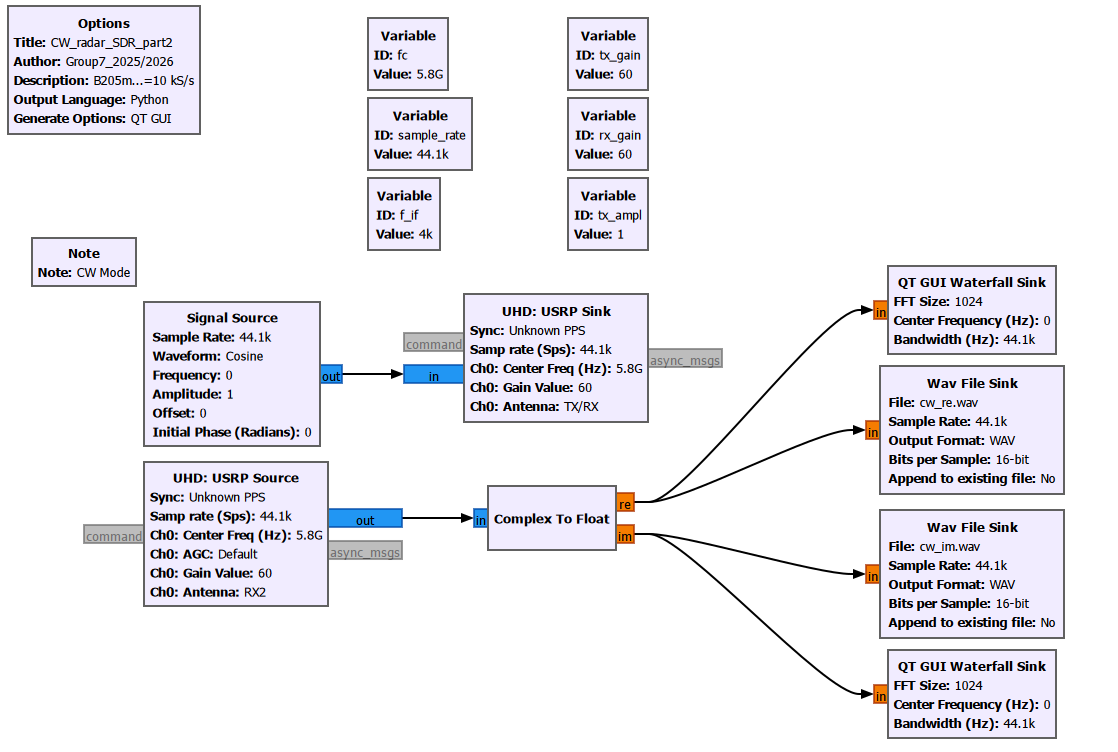 Options
Title: CW_radar_SDR_part2
Author: Group7_2025/2026
Description: B205m...=10 kS/s
Output Language: Python
Generate Options: QT GUI
Variable
ID: fc
Value: 5.8G
Variable
ID: tx_gain
Value: 60
Variable
ID: sample_rate
Value: 44.1k
Variable
ID: rx_gain
Value: 60
Variable
ID: f_if
Value: 4k
Variable
ID: tx_ampl
Value: 1
Note
Note: CW Mode
Signal Source
Sample Rate: 44.1k
Waveform: Cosine
Frequency: 0
Amplitude: 1
Offset: 0
Initial Phase (Radians): 0
out
command
in
UHD: USRP Sink
Sync: Unknown PPS
Samp rate (Sps): 44.1k
Ch0: Center Freq (Hz): 5.8G
Ch0: Gain Value: 60
Ch0: Antenna: TX/RX
async_msgs
command
UHD: USRP Source
Sync: Unknown PPS
Samp rate (Sps): 44.1k
Ch0: Center Freq (Hz): 5.8G
Ch0: AGC: Default
Ch0: Gain Value: 60
Ch0: Antenna: RX2
out
async_msgs
in
Complex To Float
re
im
in
QT GUI Waterfall Sink
FFT Size: 1024
Center Frequency (Hz): 0
Bandwidth (Hz): 44.1k
in
Wav File Sink
File: cw_re.wav
Sample Rate: 44.1k
Output Format: WAV
Bits per Sample: 16-bit
Append to existing file: No
in
Wav File Sink
File: cw_im.wav
Sample Rate: 44.1k
Output Format: WAV
Bits per Sample: 16-bit
Append to existing file: No
in
QT GUI Waterfall Sink
FFT Size: 1024
Center Frequency (Hz): 0
Bandwidth (Hz): 44.1k